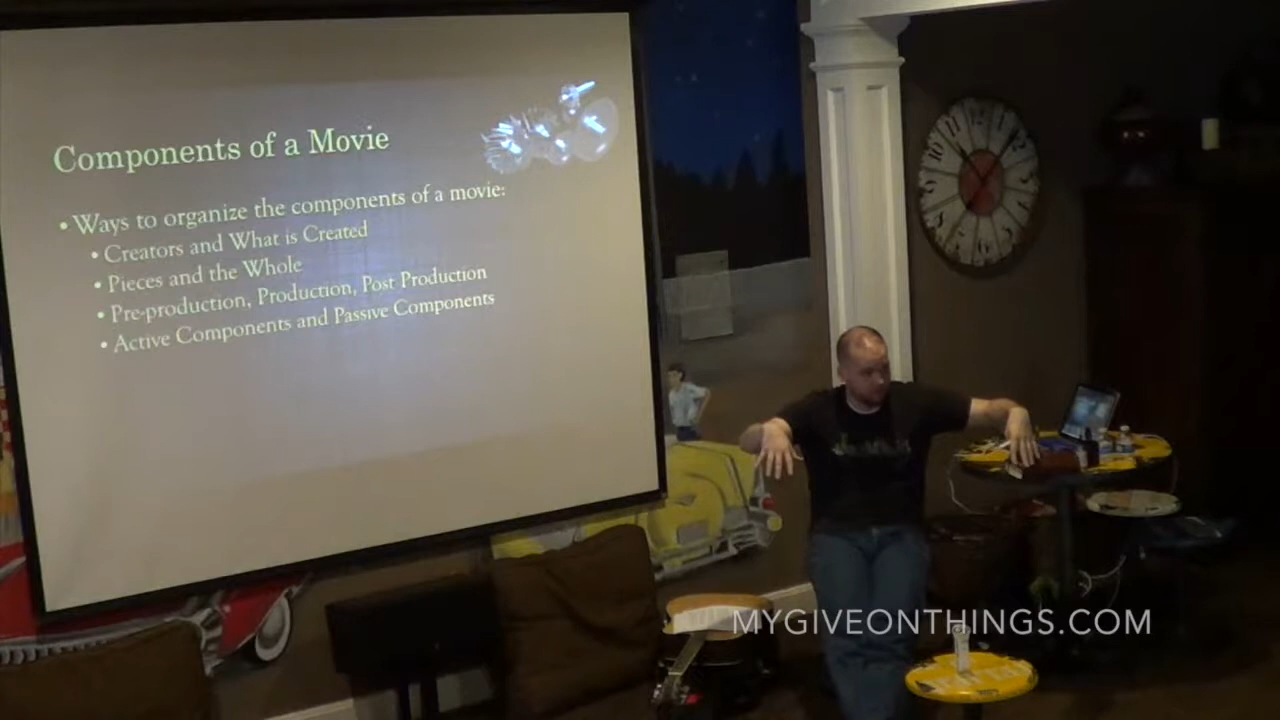 Components of a Movie
• Ways to organize the components of a movie:
• Creators and What is Created
• Pieces and the Whole
• Pre-production, Production, Post Production
• Active Components and Passive Components
MYGIVEONTHINGS.COM